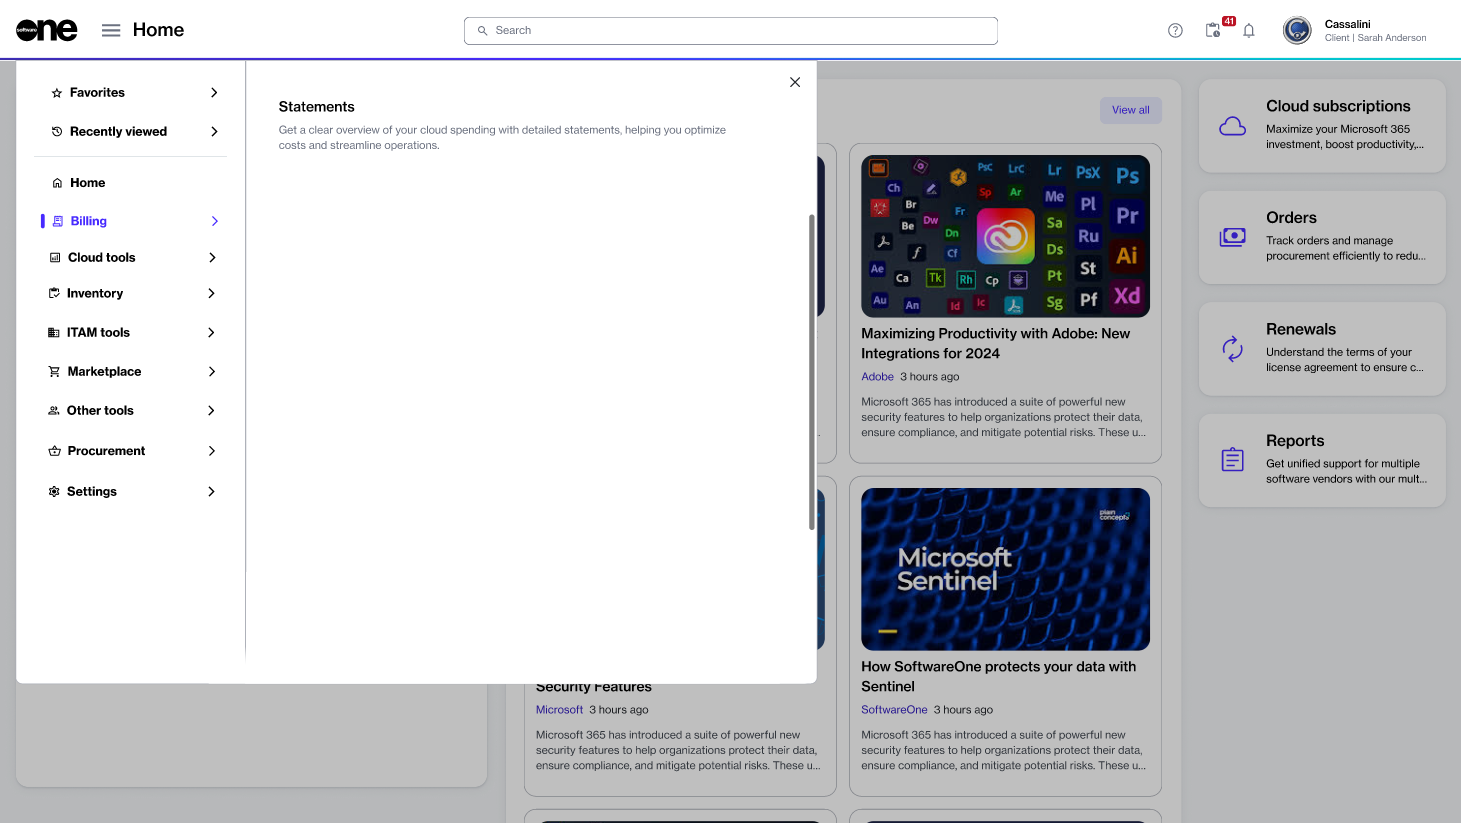 software
one
Home
Search
41
Cassalini
Client | Sarah Anderson
Favorites
Recently viewed
Home
Billing
Cloud tools
Inventory
ITAM tools
Marketplace
Other tools
Procurement
Settings
Statements
Get a clear overview of your cloud spending with detailed statements, helping you optimize
costs and streamline operations.
View all
PsC LrC Lr PsX Ps
Ch Sp Ar Me Pl Pr
Br Dw Fr
Be Dn Sa Ru Ai
Cf Ds
Ae Ca Tk Rh Cp Pt St
Au An Id Ic Sg Pf Xd
Maximizing Productivity with Adobe: New
Integrations for 2024
Adobe 3 hours ago
Microsoft 365 has introduced a suite of powerful new
security features to help organizations protect their data,
ensure compliance, and mitigate potential risks. These u...
plain
concepts
Microsoft
Sentinel
Security Features
Microsoft 3 hours ago
Microsoft 365 has introduced a suite of powerful new
security features to help organizations protect their data,
ensure compliance, and mitigate potential risks. These u...
How SoftwareOne protects your data with
Sentinel
SoftwareOne 3 hours ago
Microsoft 365 has introduced a suite of powerful new
security features to help organizations protect their data,
ensure compliance, and mitigate potential risks. These u...
Cloud subscriptions
Maximize your Microsoft 365
investment, boost productivity,...
Orders
Track orders and manage
procurement efficiently to redu...
Renewals
Understand the terms of your
license agreement to ensure c...
Reports
Get unified support for multiple
software vendors with our mult...